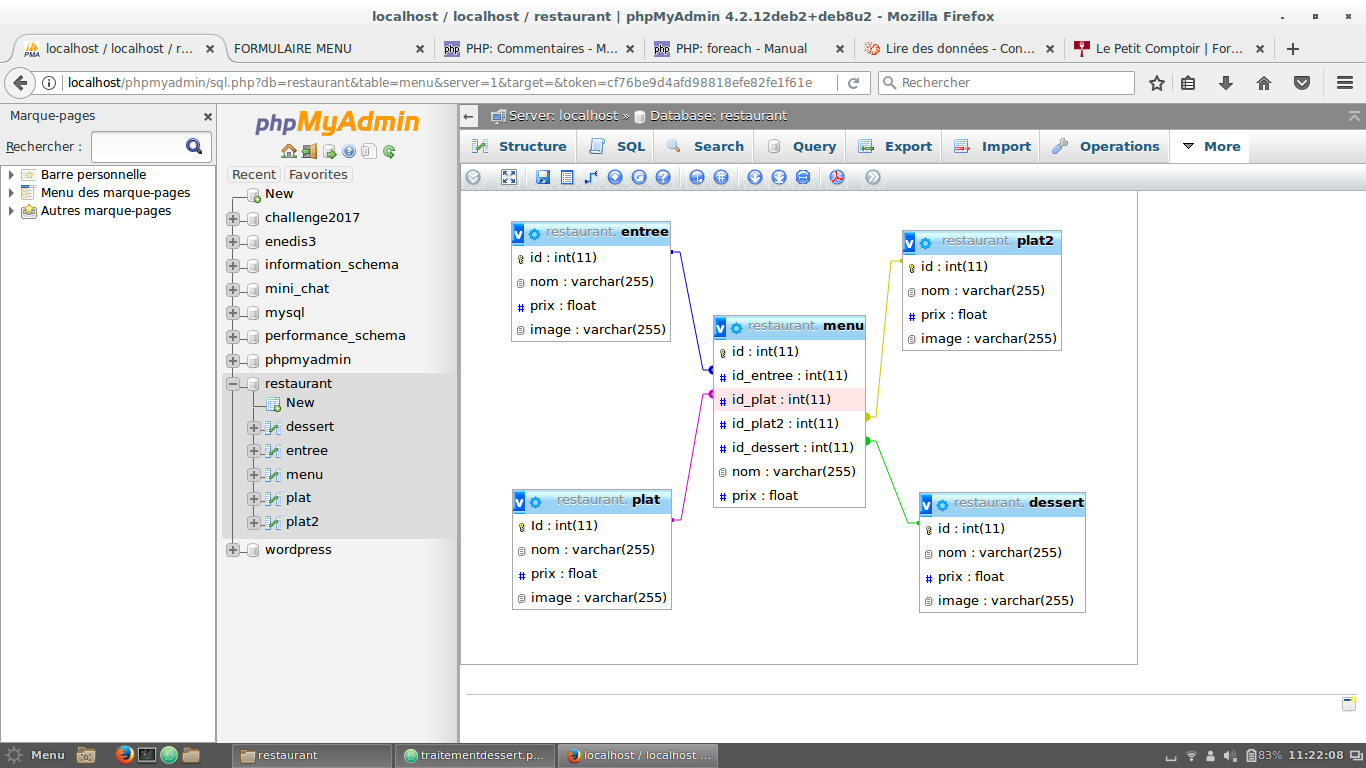 localhost / localhost / restaurant | phpMyAdmin 4.2.12deb2+deb8u2 - Mozilla Firefox
localhost / localhost / r...
FORMULAIRE MENU
PHP: Commentaires - M...
PHP: foreach - Manual
Lire des données - Con...
Le Petit Comptoir | For...
localhost/phpmyadmin/sql.php?db=restaurant&table=menu&server=1&target=&token=cf76be9d4afd98818efe82fe1f61e
Rechercher
Marque-pages
Rechercher :
Barre personnelle
Menu des marque-pages
Autres marque-pages
phpMyAdmin
Recent
Favorites
New
challenge2017
enedis3
information_schema
mini_chat
mysql
performance_schema
phpmyadmin
restaurant
New
dessert
entree
menu
plat
plat2
wordpress
Server: localhost » Database: restaurant
Structure
SQL
Search
Query
Export
Import
Operations
More
v restaurant. entree
id : int(11)
nom : varchar(255)
# prix : float
image : varchar(255)
v restaurant. plat2
id : int(11)
nom : varchar(255)
# prix : float
image : varchar(255)
v restaurant. menu
id : int(11)
# id_entree : int(11)
# id_plat : int(11)
# id_plat2 : int(11)
# id_dessert : int(11)
nom : varchar(255)
# prix : float
v restaurant. plat
Id : int(11)
nom : varchar(255)
# prix : float
image : varchar(255)
v restaurant. dessert
id : int(11)
nom : varchar(255)
# prix : float
image : varchar(255)
Menu
restaurant
traitementdessert.p...
localhost / localhost ...
83%
11:22:08